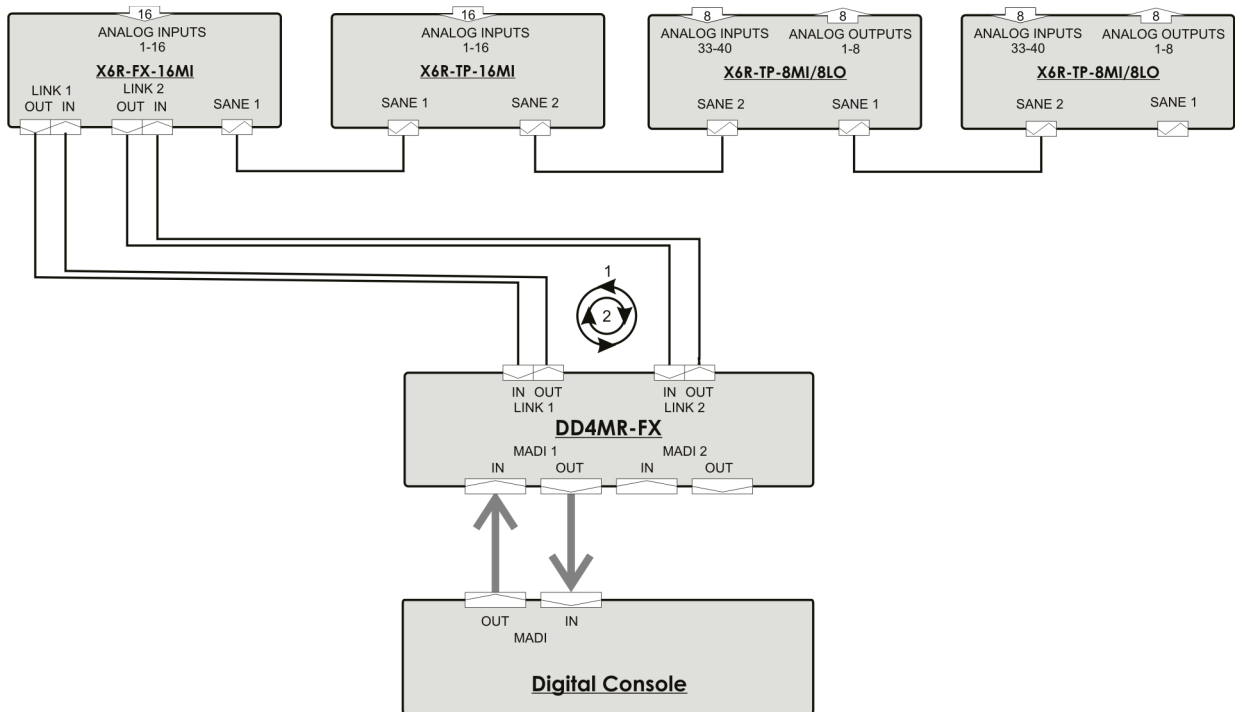 16
ANALOG INPUTS
1-16
X6R-FX-16MI
LINK 1
OUT IN
LINK 2
OUT IN
SANE 1
16
ANALOG INPUTS
1-16
X6R-TP-16MI
SANE 1
SANE 2
8
ANALOG INPUTS
33-40
8
ANALOG OUTPUTS
1-8
X6R-TP-8MI/8LO
SANE 2
SANE 1
8
ANALOG INPUTS
33-40
8
ANALOG OUTPUTS
1-8
X6R-TP-8MI/8LO
SANE 2
SANE 1
1
2
IN OUT
LINK 1
IN OUT
LINK 2
DD4MR-FX
MADI 1
IN OUT
MADI 2
IN OUT
OUT IN
MADI
Digital Console